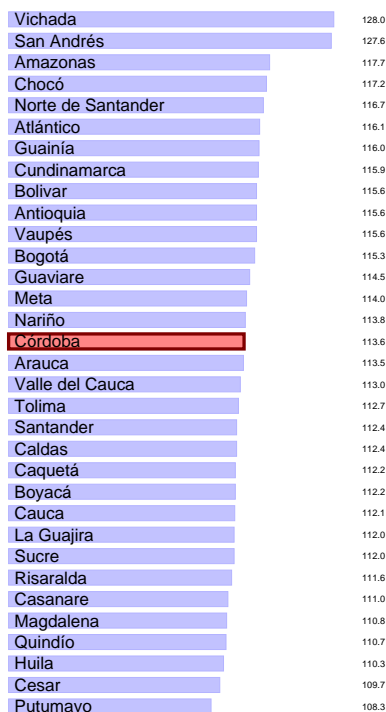 Vichada 128.0
San Andrés 127.6
Amazonas 117.7
Chocó 117.2
Norte de Santander 116.7
Atlántico 116.1
Guainía 116.0
Cundinamarca 115.9
Bolivar 115.6
Antioquia 115.6
Vaupés 115.6
Bogotá 115.3
Guaviare 114.5
Meta 114.0
Nariño 113.8
Córdoba 113.6
Arauca 113.5
Valle del Cauca 113.0
Tolima 112.7
Santander 112.4
Caldas 112.4
Caquetá 112.2
Boyacá 112.2
Cauca 112.1
La Guajira 112.0
Sucre 112.0
Risaralda 111.6
Casanare 111.0
Magdalena 110.8
Quindío 110.7
Huila 110.3
Cesar 109.7
Putumayo 108.3